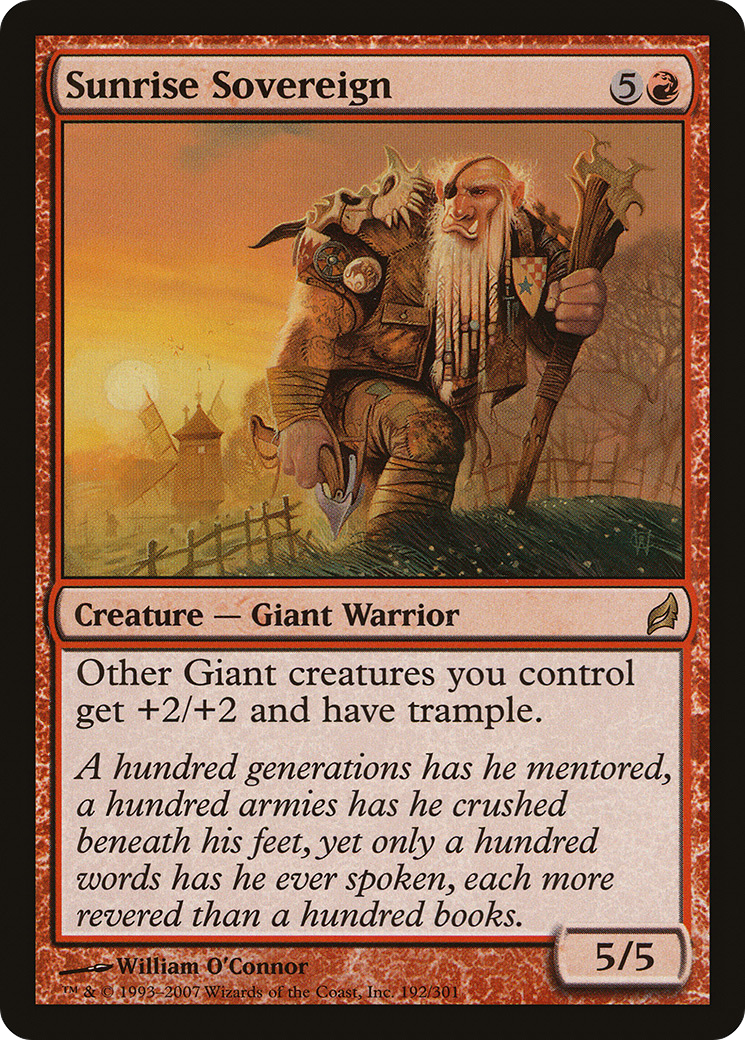 Sunrise Sovereign 5
Creature — Giant Warrior
Other Giant creatures you control
get +2/+2 and have trample.
A hundred generations has he mentored,
a hundred armies has he crushed
beneath his feet, yet only a hundred
words has he ever spoken, each more
revered than a hundred books.
5/5
William O'Connor
™ & © 1993–2007 Wizards of the Coast, Inc. 192/301